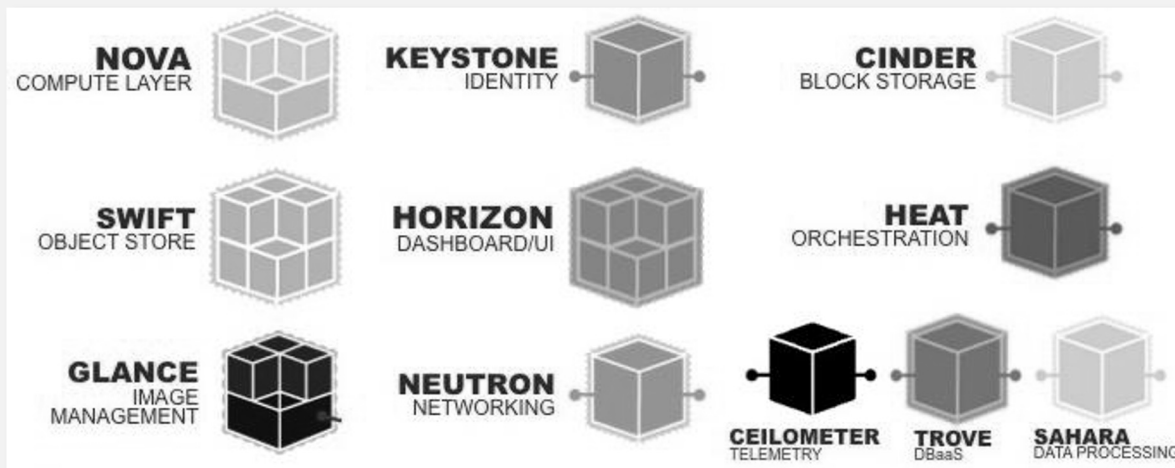 NOVA
COMPUTE LAYER
KEYSTONE
IDENTITY
CINDER
BLOCK STORAGE
SWIFT
OBJECT STORE
HORIZON
DASHBOARD/UI
HEAT
ORCHESTRATION
GLANCE
IMAGE
MANAGEMENT
NEUTRON
NETWORKING
CEILOMETER
TELEMETRY
TROVE
DBaaS
SAHARA
DATA PROCESSING